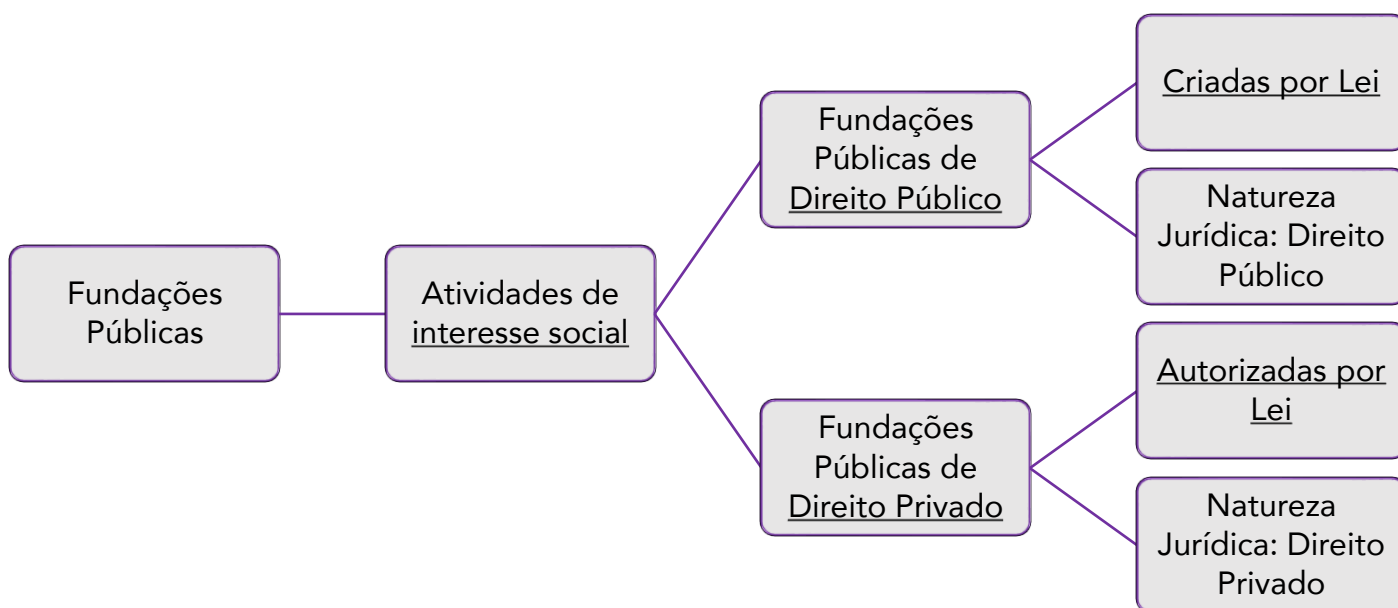 Fundações
Públicas
Atividades de
interesse social
Fundações
Públicas de
Direito Público
Criadas por Lei
Natureza
Jurídica: Direito
Público
Fundações
Públicas de
Direito Privado
Autorizadas por
Lei
Natureza
Jurídica: Direito
Privado